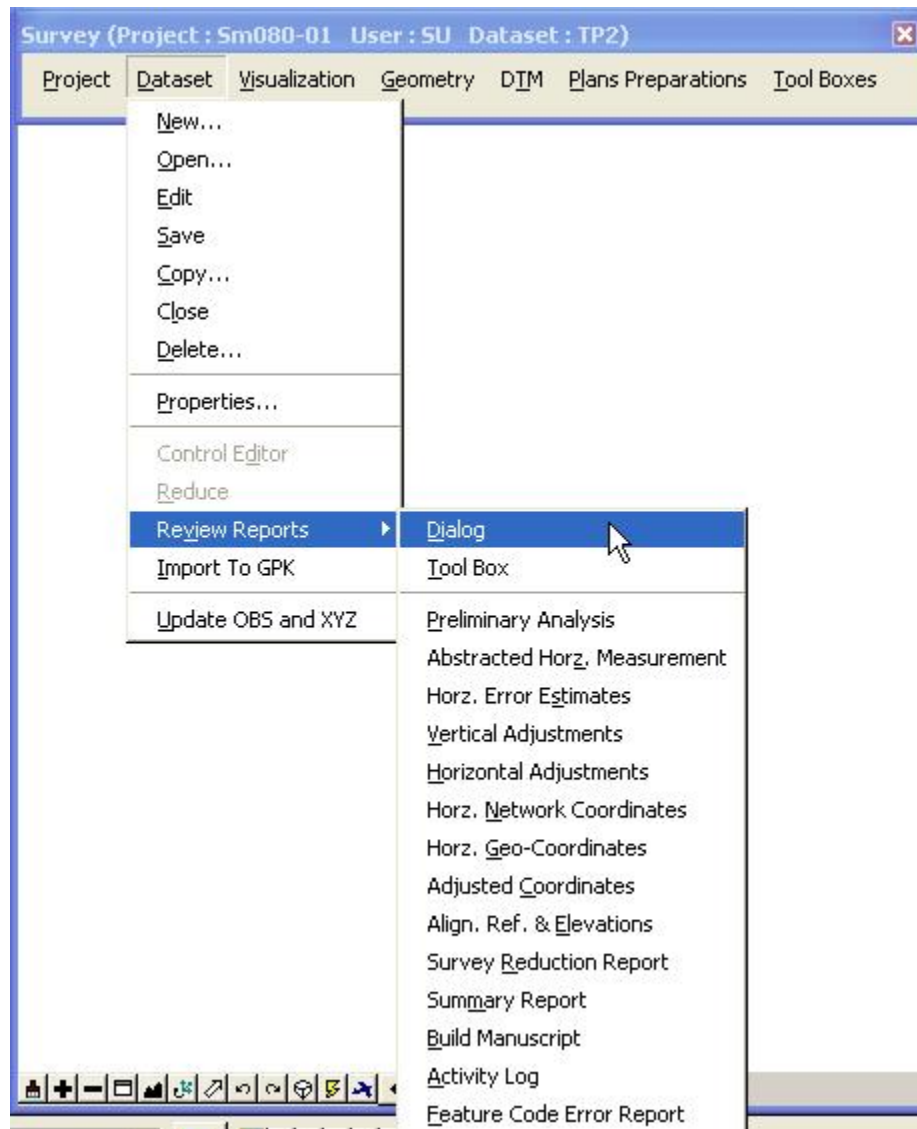 Survey (Project : Sm080-01 User : SU Dataset : TP2)
Project Dataset Visualization Geometry DTM Plans Preparations Tool Boxes
New...
Open...
Edit
Save
Copy...
Close
Delete...
Properties...
Control Editor
Reduce
Review Reports
Import To GPK
Update OBS and XYZ
Dialog
Tool Box
Preliminary Analysis
Abstracted Horz. Measurement
Horz. Error Estimates
Vertical Adjustments
Horizontal Adjustments
Horz. Network Coordinates
Horz. Geo-Coordinates
Adjusted Coordinates
Align. Ref. & Elevations
Survey Reduction Report
Summary Report
Build Manuscript
Activity Log
Feature Code Error Report